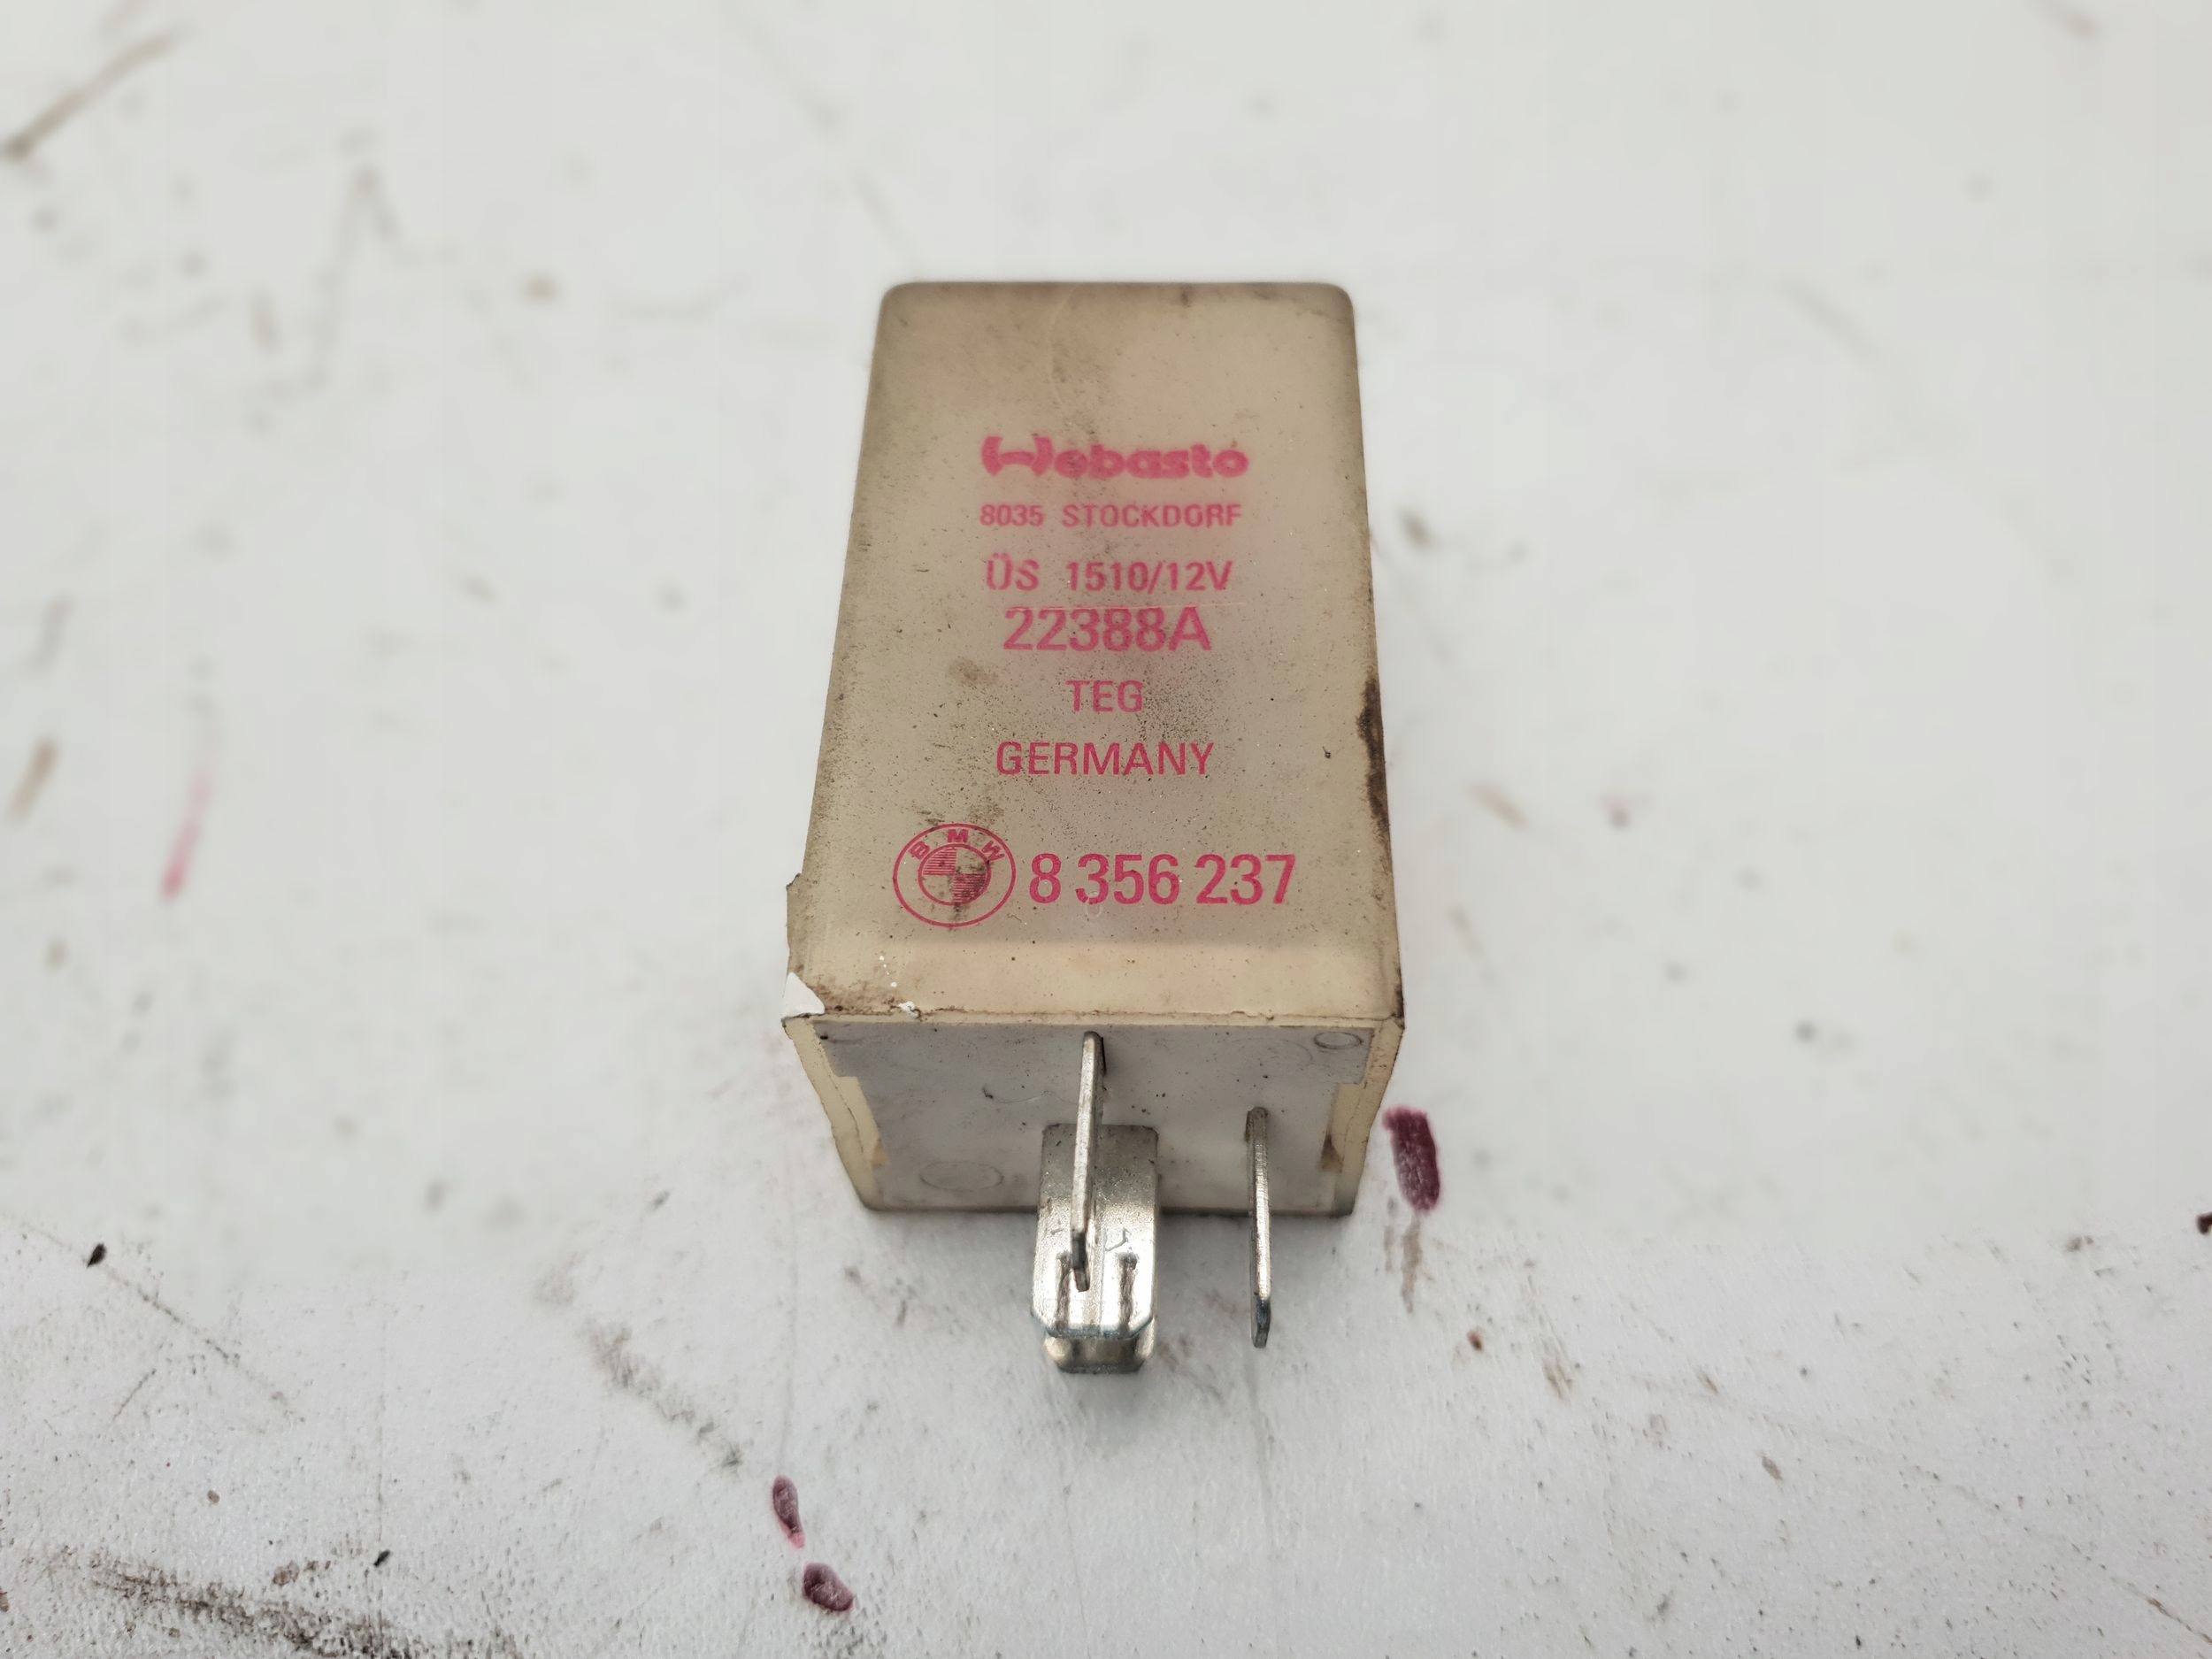 Webasto
8035 STOCKDORF
ÜS 1510/12V
22388A
TEG
GERMANY
BMW 8 356 237